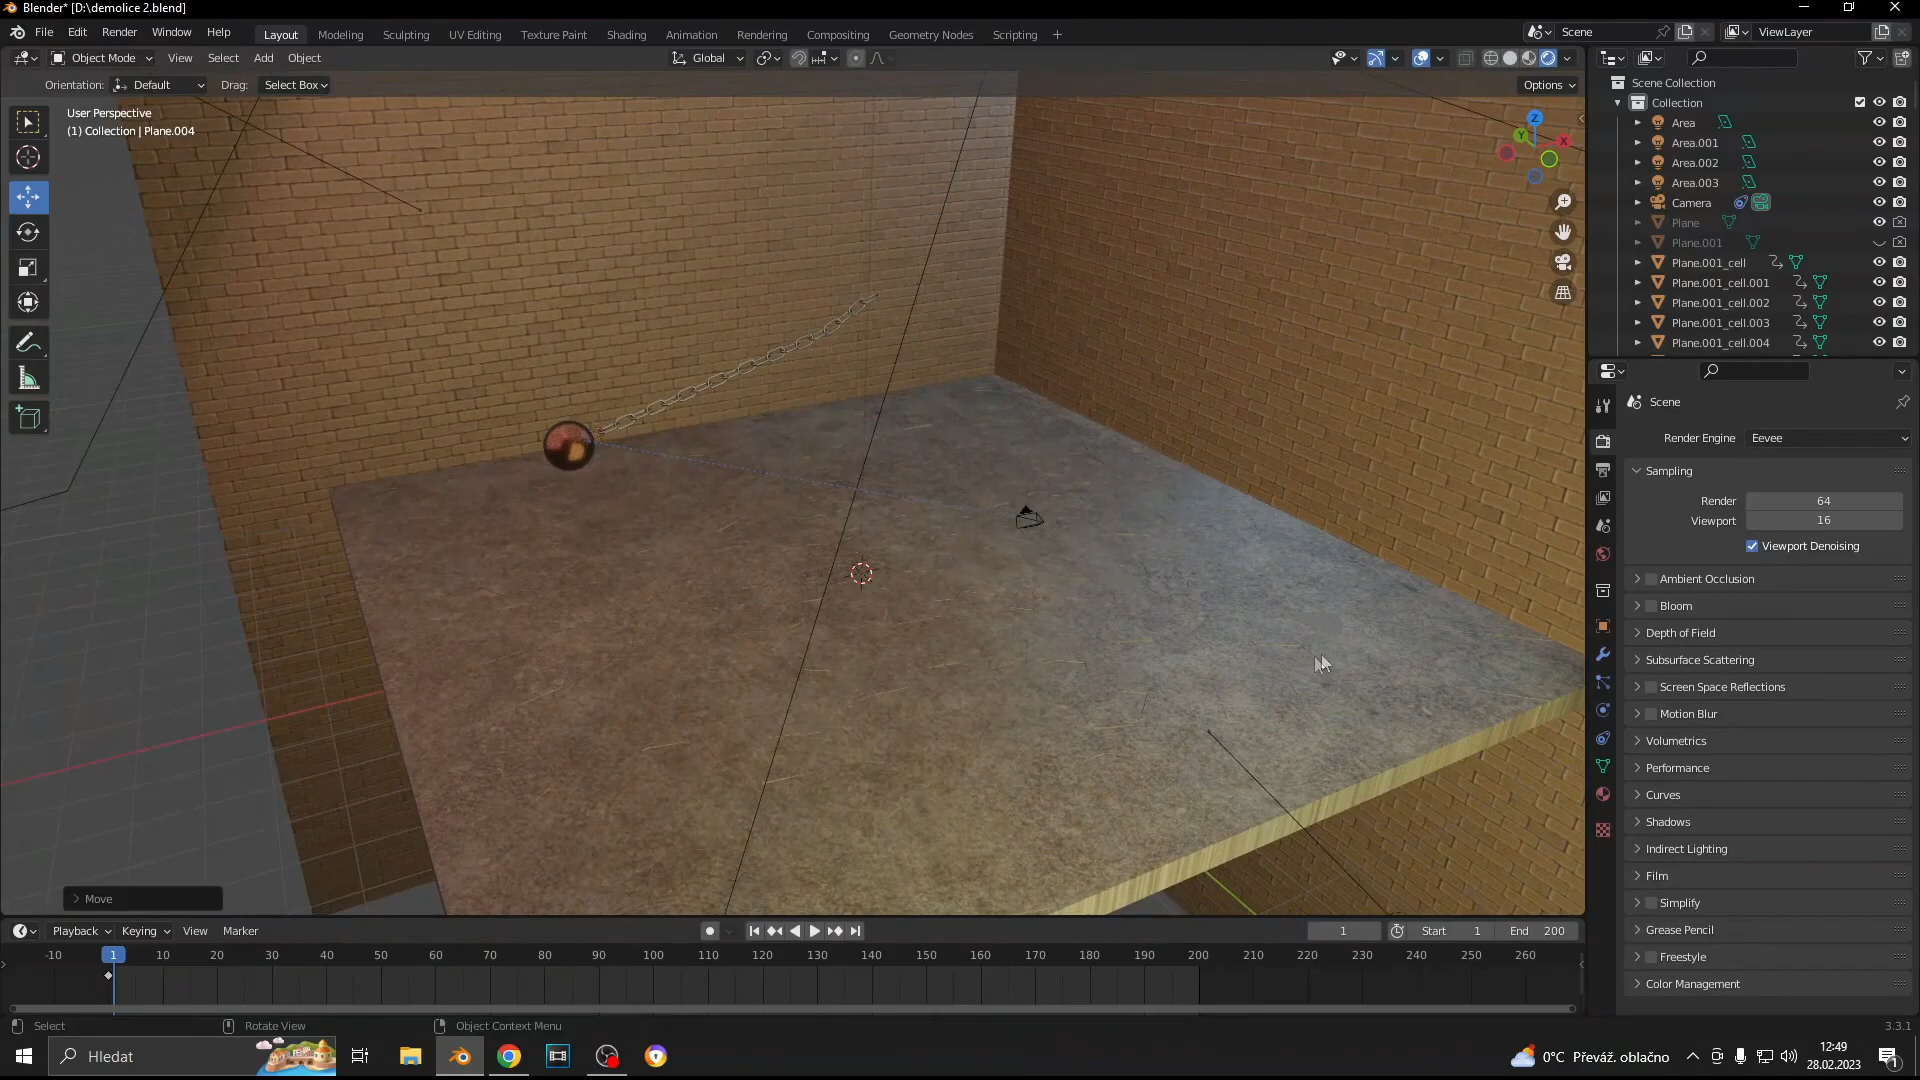 Blender* [D:\demolice 2.blend]
File Edit Render Window Help
Layout Modeling Sculpting UV Editing Texture Paint Shading Animation Rendering Compositing Geometry Nodes Scripting +
Scene
ViewLayer
Object Mode View Select Add Object
Global
Orientation: Default Drag: Select Box
Options
User Perspective
(1) Collection | Plane.004
Z
Y
X
Move
Scene Collection
Collection
Area
Area.001
Area.002
Area.003
Camera
Plane
Plane.001
Plane.001_cell
Plane.001_cell.001
Plane.001_cell.002
Plane.001_cell.003
Plane.001_cell.004
Scene
Render Engine Eevee
Sampling
Render 64
Viewport 16
Viewport Denoising
Ambient Occlusion
Bloom
Depth of Field
Subsurface Scattering
Screen Space Reflections
Motion Blur
Volumetrics
Performance
Curves
Shadows
Indirect Lighting
Film
Simplify
Grease Pencil
Freestyle
Color Management
Playback Keying View Marker
1 Start 1 End 200
-10 1 10 20 30 40 50 60 70 80 90 100 110 120 130 140 150 160 170 180 190 200 210 220 230 240 250 260
Select Rotate View Object Context Menu
3.3.1
Hledat
0°C Převáž. oblačno
12:49
28.02.2023
1